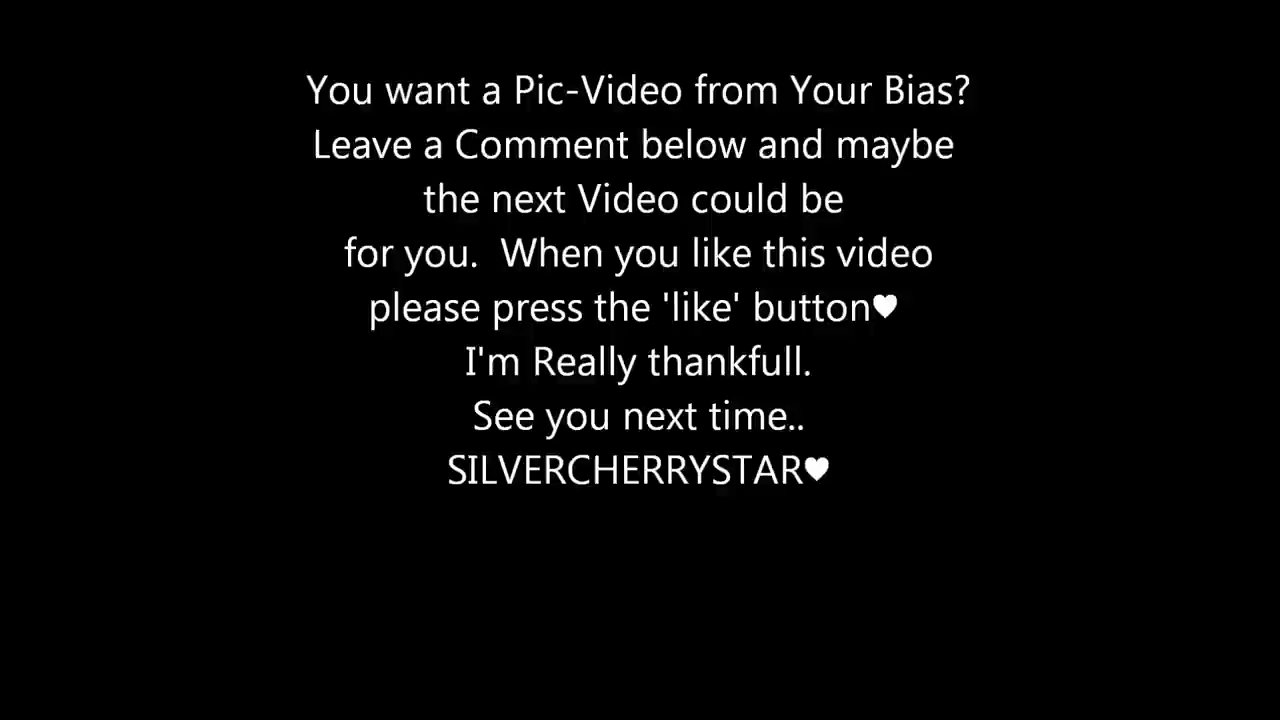 You want a Pic-Video from Your Bias?
Leave a Comment below and maybe
the next Video could be
for you.  When you like this video
please press the 'like' button♥
I'm Really thankfull.
See you next time..
SILVERCHERRYSTAR♥